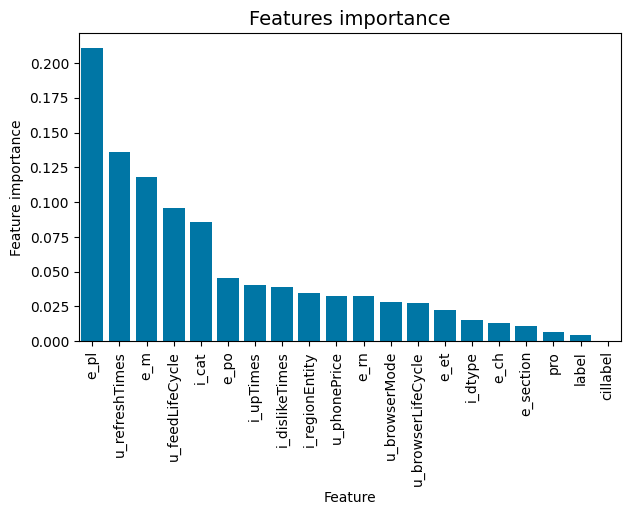 Features importance
Feature importance
0.200
0.175
0.150
0.125
0.100
0.075
0.050
0.025
0.000
e_pl
u_refreshTimes
e_m
u_feedLifeCycle
i_cat
e_po
i_upTimes
i_dislikeTimes
i_regionEntity
u_phonePrice
e_rn
u_browserMode
u_browserLifeCycle
e_et
i_dtype
e_ch
e_section
pro
label
cillabel
Feature